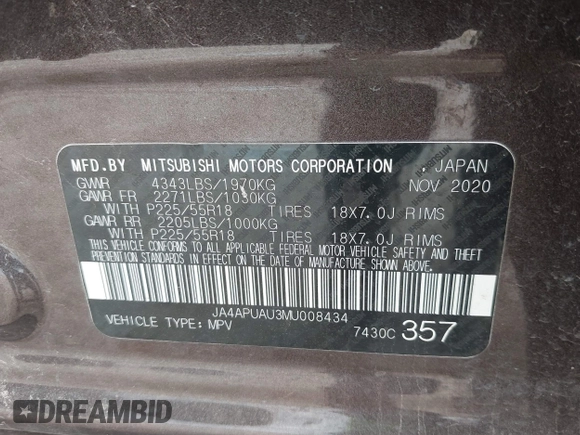 MFD.BY MITSUBISHI MOTORS CORPORATION , JAPAN
GVWR 4343LBS/1970KG NOV 2020
GAWR FR 2271LBS/1030KG
WITH P225/55R18 TIRES 18X7.0J RIMS
GAWR RR 2205LBS/1000KG
WITH P225/55R18 TIRES 18X7.0J RIMS
THIS VEHICLE CONFORMS TO ALL APPLICABLE FEDERAL MOTOR VEHICLE SAFETY AND THEFT
PREVENTION STANDARDS IN EFFECT ON THE DATE OF MANUFACTURE SHOWN ABOVE.
JA4APUAU3MU008434
VEHICLE TYPE: MPV 7430C 357
DREAMBID